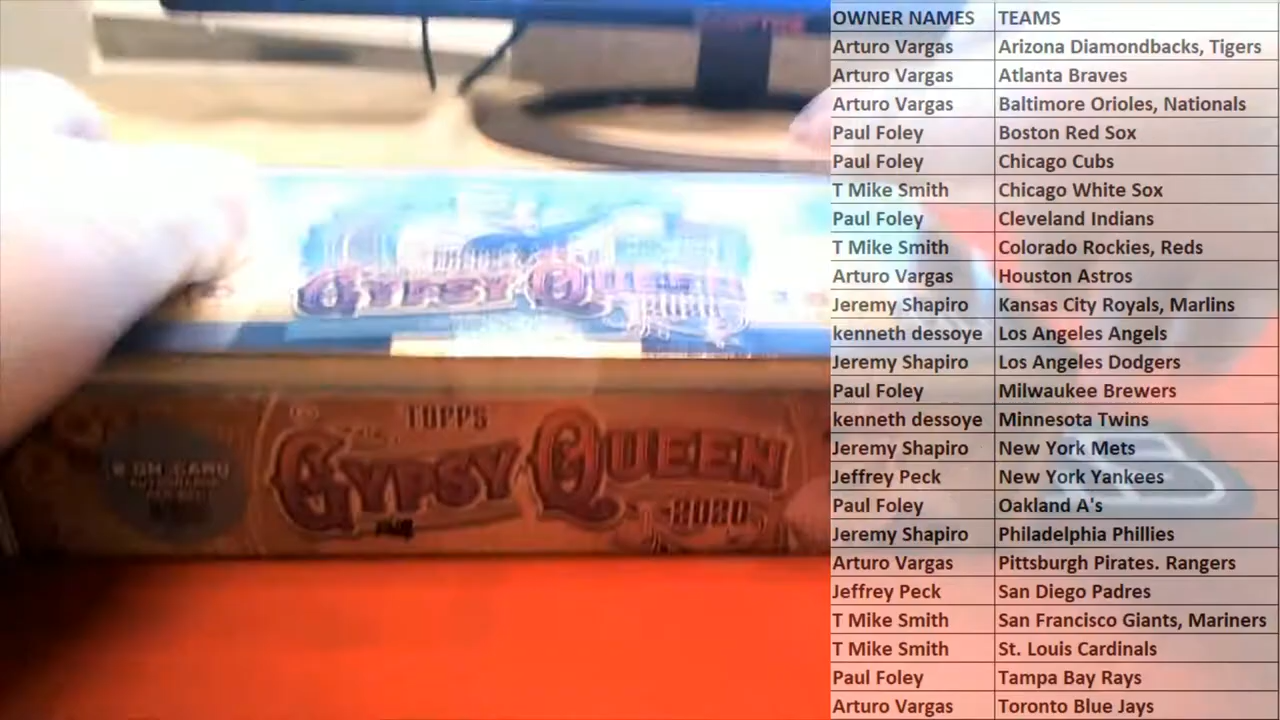 OWNER NAMES TEAMS
Arturo Vargas Arizona Diamondbacks, Tigers
Arturo Vargas Atlanta Braves
Arturo Vargas Baltimore Orioles, Nationals
Paul Foley Boston Red Sox
Paul Foley Chicago Cubs
T Mike Smith Chicago White Sox
Paul Foley Cleveland Indians
T Mike Smith Colorado Rockies, Reds
Arturo Vargas Houston Astros
Jeremy Shapiro Kansas City Royals, Marlins
kenneth dessoye Los Angeles Angels
Jeremy Shapiro Los Angeles Dodgers
Paul Foley Milwaukee Brewers
kenneth dessoye Minnesota Twins
Jeremy Shapiro New York Mets
Jeffrey Peck New York Yankees
Paul Foley Oakland A's
Jeremy Shapiro Philadelphia Phillies
Arturo Vargas Pittsburgh Pirates. Rangers
Jeffrey Peck San Diego Padres
T Mike Smith San Francisco Giants, Mariners
T Mike Smith St. Louis Cardinals
Paul Foley Tampa Bay Rays
Arturo Vargas Toronto Blue Jays
GYPSY QUEEN
TOPPS
GYPSY QUEEN
2020
ON-CARD